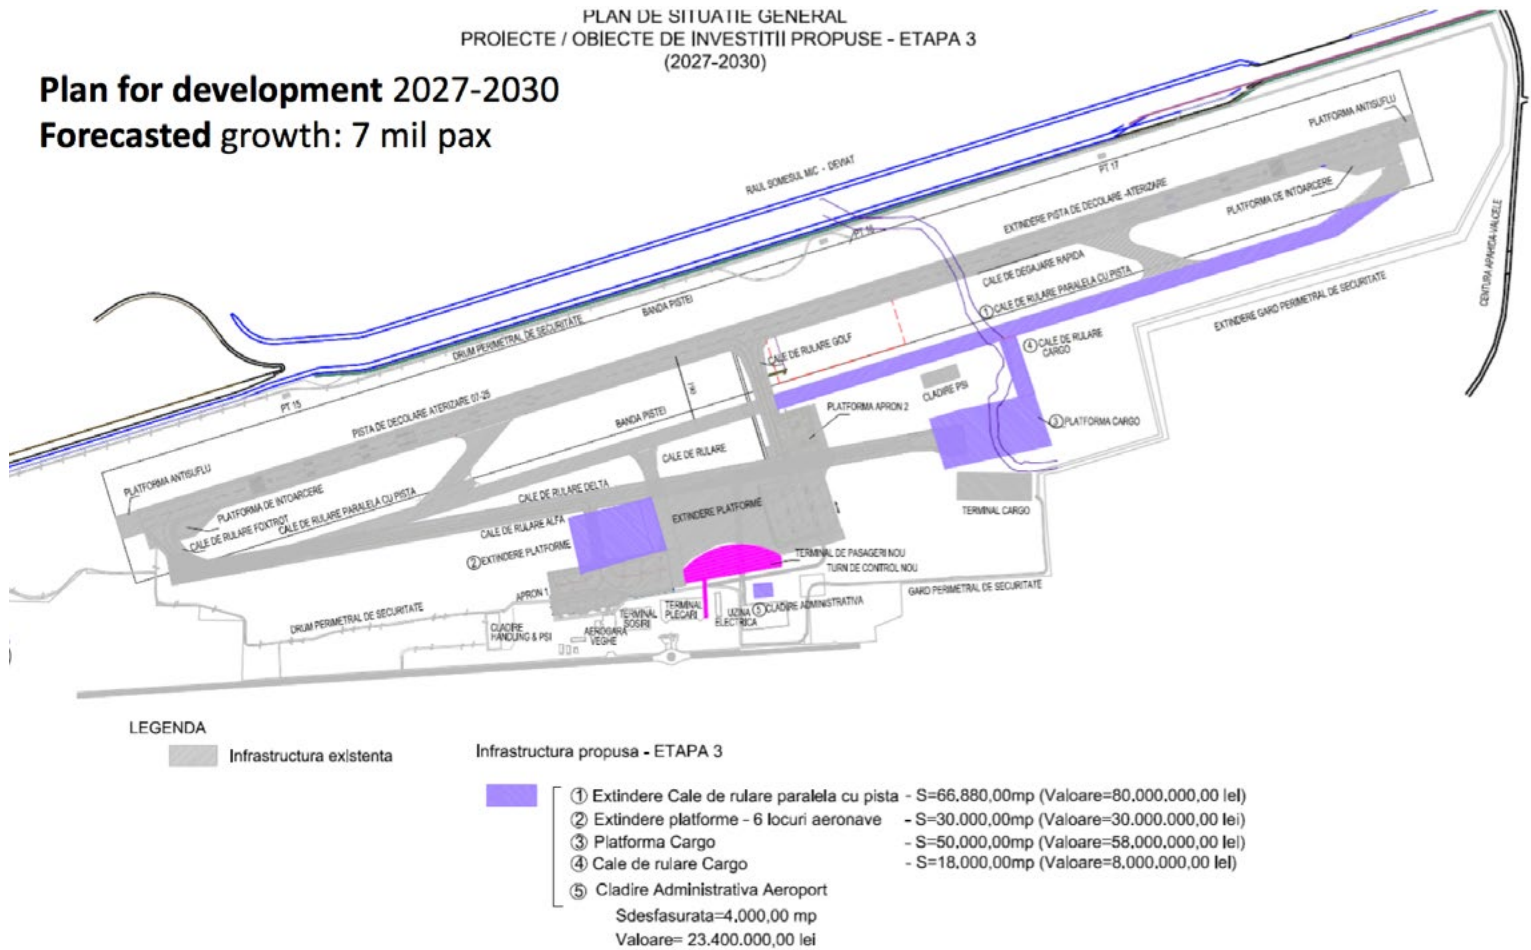 PLAN DE SITUATIE GENERAL
PROIECTE / OBIECTE DE INVESTITII PROPUSE - ETAPA 3
(2027-2030)
Plan for development 2027-2030
Forecasted growth: 7 mil pax
PLATFORMA ANTISUFLU
RAUL SOMESUL MIC - DEVIAT
PT 17
EXTINDERE PISTA DE DECOLARE -ATERIZARE
PLATFORMA DE INTOARCERE
CENTURA APAHIDA-VALCELE
PT 16
CALE DE DEGAJARE RAPIDA
① CALE DE RULARE PARALELA CU PISTA
EXTINDERE GARD PERIMETRAL DE SECURITATE
BANDA PISTEI
DRUM PERIMETRAL DE SECURITATE
CALE DE RULARE GOLF
④ CALE DE RULARE
CARGO
CLADIRE PSI
190
PT 15
PISTA DE DECOLARE ATERIZARE 07-25
BANDA PISTEI
PLATFORMA APRON 2
③ PLATFORMA CARGO
CALE DE RULARE
PLATFORMA ANTISUFLU
PLATFORMA DE INTOARCERE
CALE DE RULARE FOXTROT
CALE DE RULARE PARALELA CU PISTA
CALE DE RULARE DELTA
CALE DE RULARE ALFA
EXTINDERE PLATFORME
TERMINAL CARGO
② EXTINDERE PLATFORME
TERMINAL DE PASAGERI NOU
TURN DE CONTROL NOU
GARD PERIMETRAL DE SECURITATE
APRON 1
DRUM PERIMETRAL DE SECURITATE
CLADIRE
HANDLING & PSI
AEROGARA
VECHE
TERMINAL
SOSIRI
TERMINAL
PLECARI
UZINA
ELECTRICA
⑤ CLADIRE ADMINISTRATIVA
LEGENDA
Infrastructura existenta
Infrastructura propusa - ETAPA 3
① Extindere Cale de rulare paralela cu pista - S=66.880,00mp (Valoare=80.000.000,00 lei)
② Extindere platforme - 6 locuri aeronave - S=30.000,00mp (Valoare=30.000.000,00 lei)
③ Platforma Cargo - S=50.000,00mp (Valoare=58.000.000,00 lei)
④ Cale de rulare Cargo - S=18.000,00mp (Valoare=8.000.000,00 lei)
⑤ Cladire Administrativa Aeroport
Sdesfasurata=4.000,00 mp
Valoare= 23.400.000,00 lei